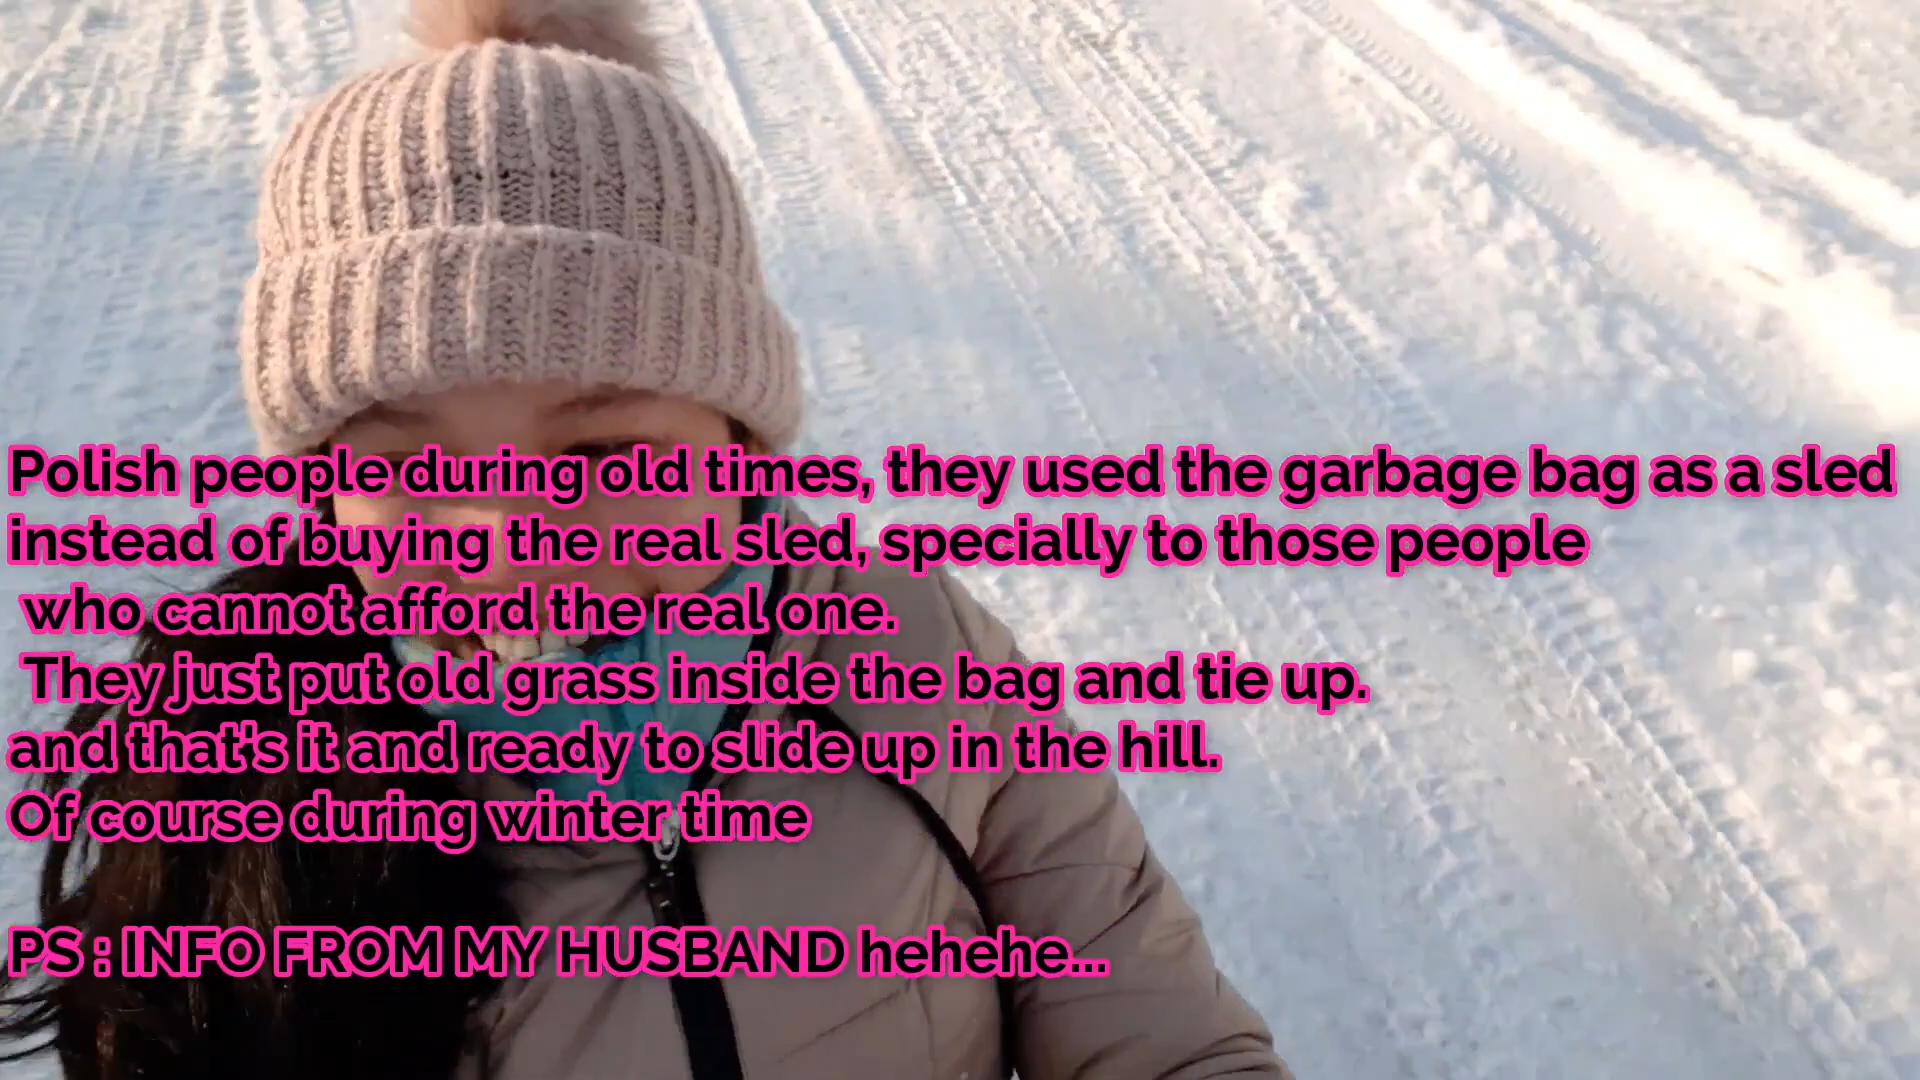 Polish people during old times, they used the garbage bag as a sled
instead of buying the real sled, specially to those people
who cannot afford the real one.
They just put old grass inside the bag and tie up.
and that's it and ready to slide up in the hill.
Of course during winter time
PS : INFO FROM MY HUSBAND hehehe...